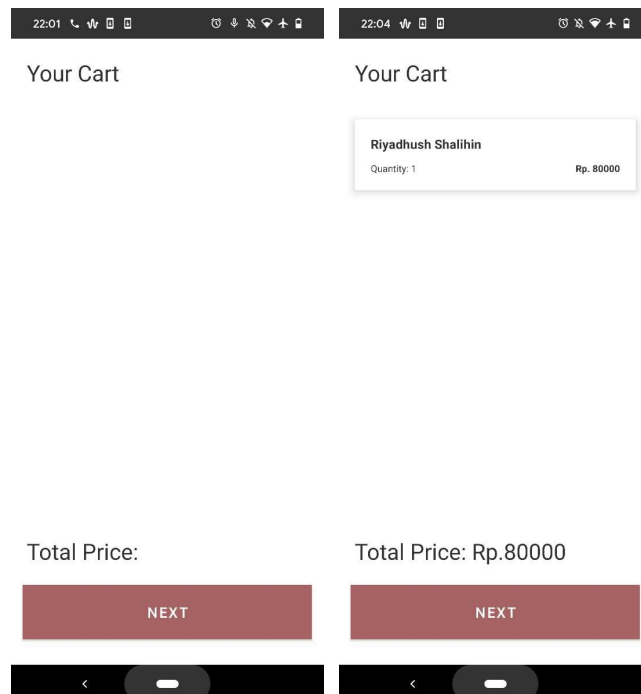 22:01
Your Cart
Total Price:
NEXT
22:04
Your Cart
Riyadhush Shalihin
Quantity: 1 Rp. 80000
Total Price: Rp.80000
NEXT